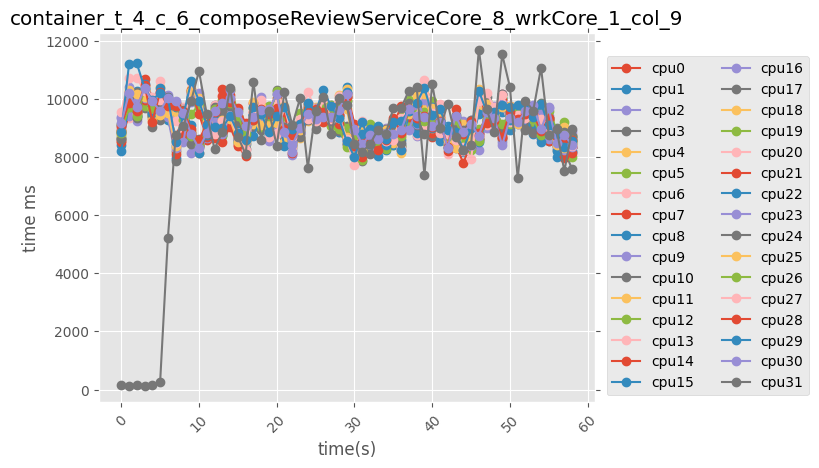 container_t_4_c_6_composeReviewServiceCore_8_wrkCore_1_col_9
time ms
12000
10000
8000
6000
4000
2000
0
0
10
20
30
40
50
60
time(s)
cpu0
cpu1
cpu2
cpu3
cpu4
cpu5
cpu6
cpu7
cpu8
cpu9
cpu10
cpu11
cpu12
cpu13
cpu14
cpu15
cpu16
cpu17
cpu18
cpu19
cpu20
cpu21
cpu22
cpu23
cpu24
cpu25
cpu26
cpu27
cpu28
cpu29
cpu30
cpu31